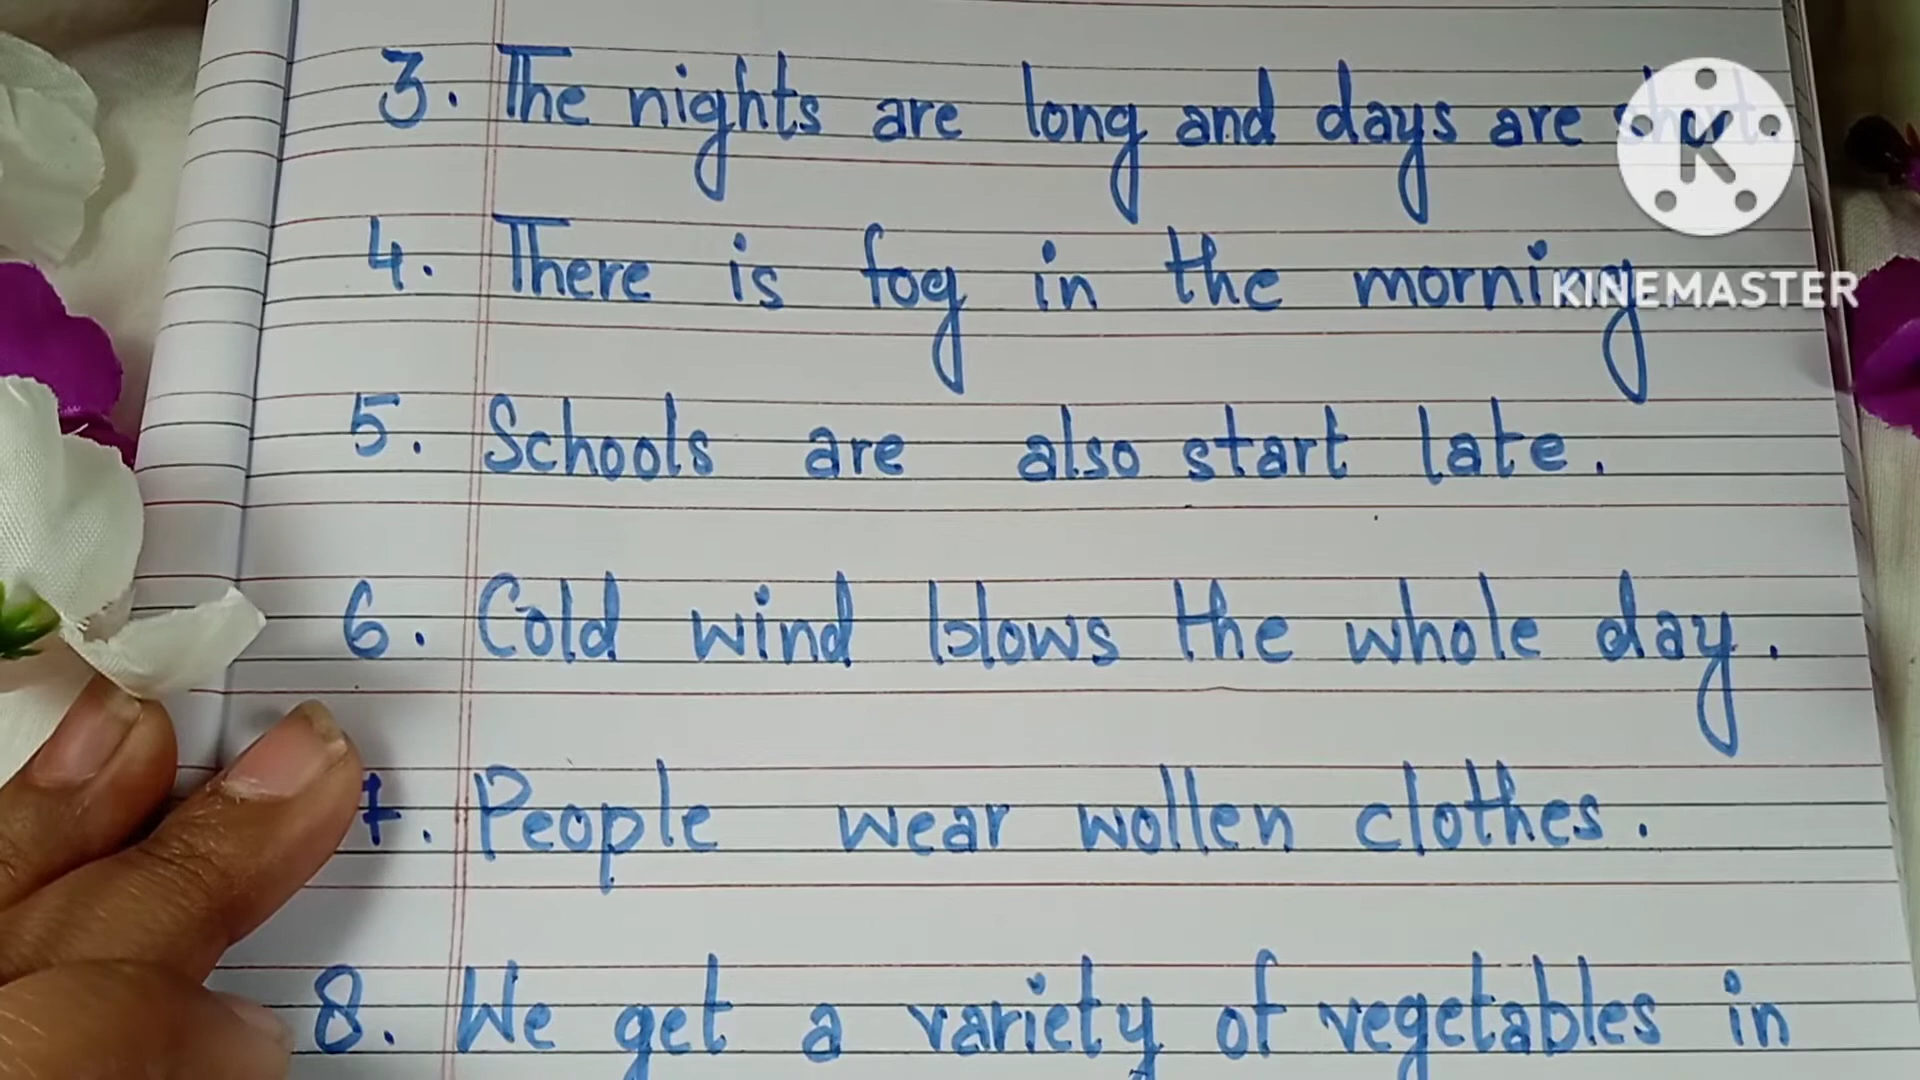 3. The nights are long and days are short.
4. There is fog in the morning
KINEMASTER
5. Schools are also start late.
6. Cold wind blows the whole day.
7. People wear wollen clothes.
8. We get a variety of vegetables in